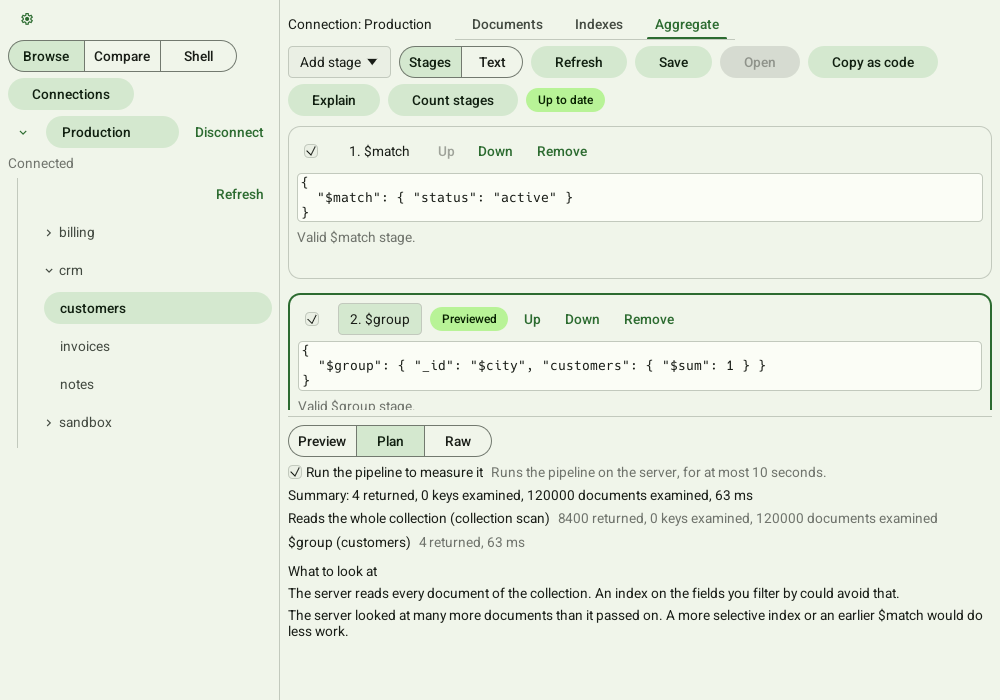 Browse Compare Shell
Connections
Production Disconnect
Connected
Refresh
billing
crm
customers
invoices
notes
sandbox
Connection: Production Documents Indexes Aggregate
Add stage Stages Text Refresh Save Open Copy as code
Explain Count stages Up to date
1. $match Up Down Remove
{
"$match": { "status": "active" }
}
Valid $match stage.
2. $group Previewed Up Down Remove
{
"$group": { "_id": "$city", "customers": { "$sum": 1 } }
}
Valid $group stage.
Preview Plan Raw
Run the pipeline to measure it Runs the pipeline on the server, for at most 10 seconds.
Summary: 4 returned, 0 keys examined, 120000 documents examined, 63 ms
Reads the whole collection (collection scan) 8400 returned, 0 keys examined, 120000 documents examined
$group (customers) 4 returned, 63 ms
What to look at
The server reads every document of the collection. An index on the fields you filter by could avoid that.
The server looked at many more documents than it passed on. A more selective index or an earlier $match would do
less work.